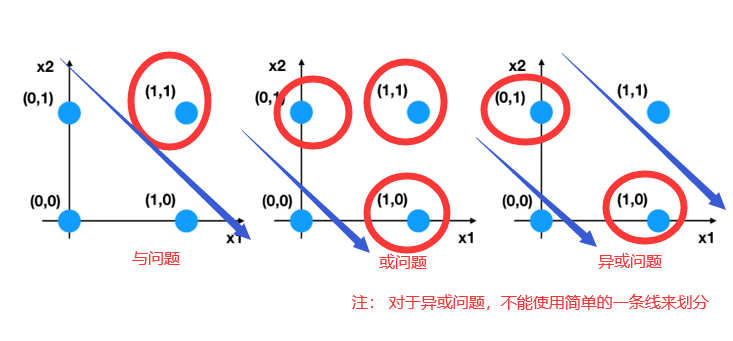 x2 x2 x2
(0,1) (1,1) (0,1) (1,1) (0,1) (1,1)
(0,0) (1,0) (0,0) (1,0) (0,0) (1,0)
x1 x1 x1
与问题 或问题 异或问题
注： 对于异或问题，不能使用简单的一条线来划分